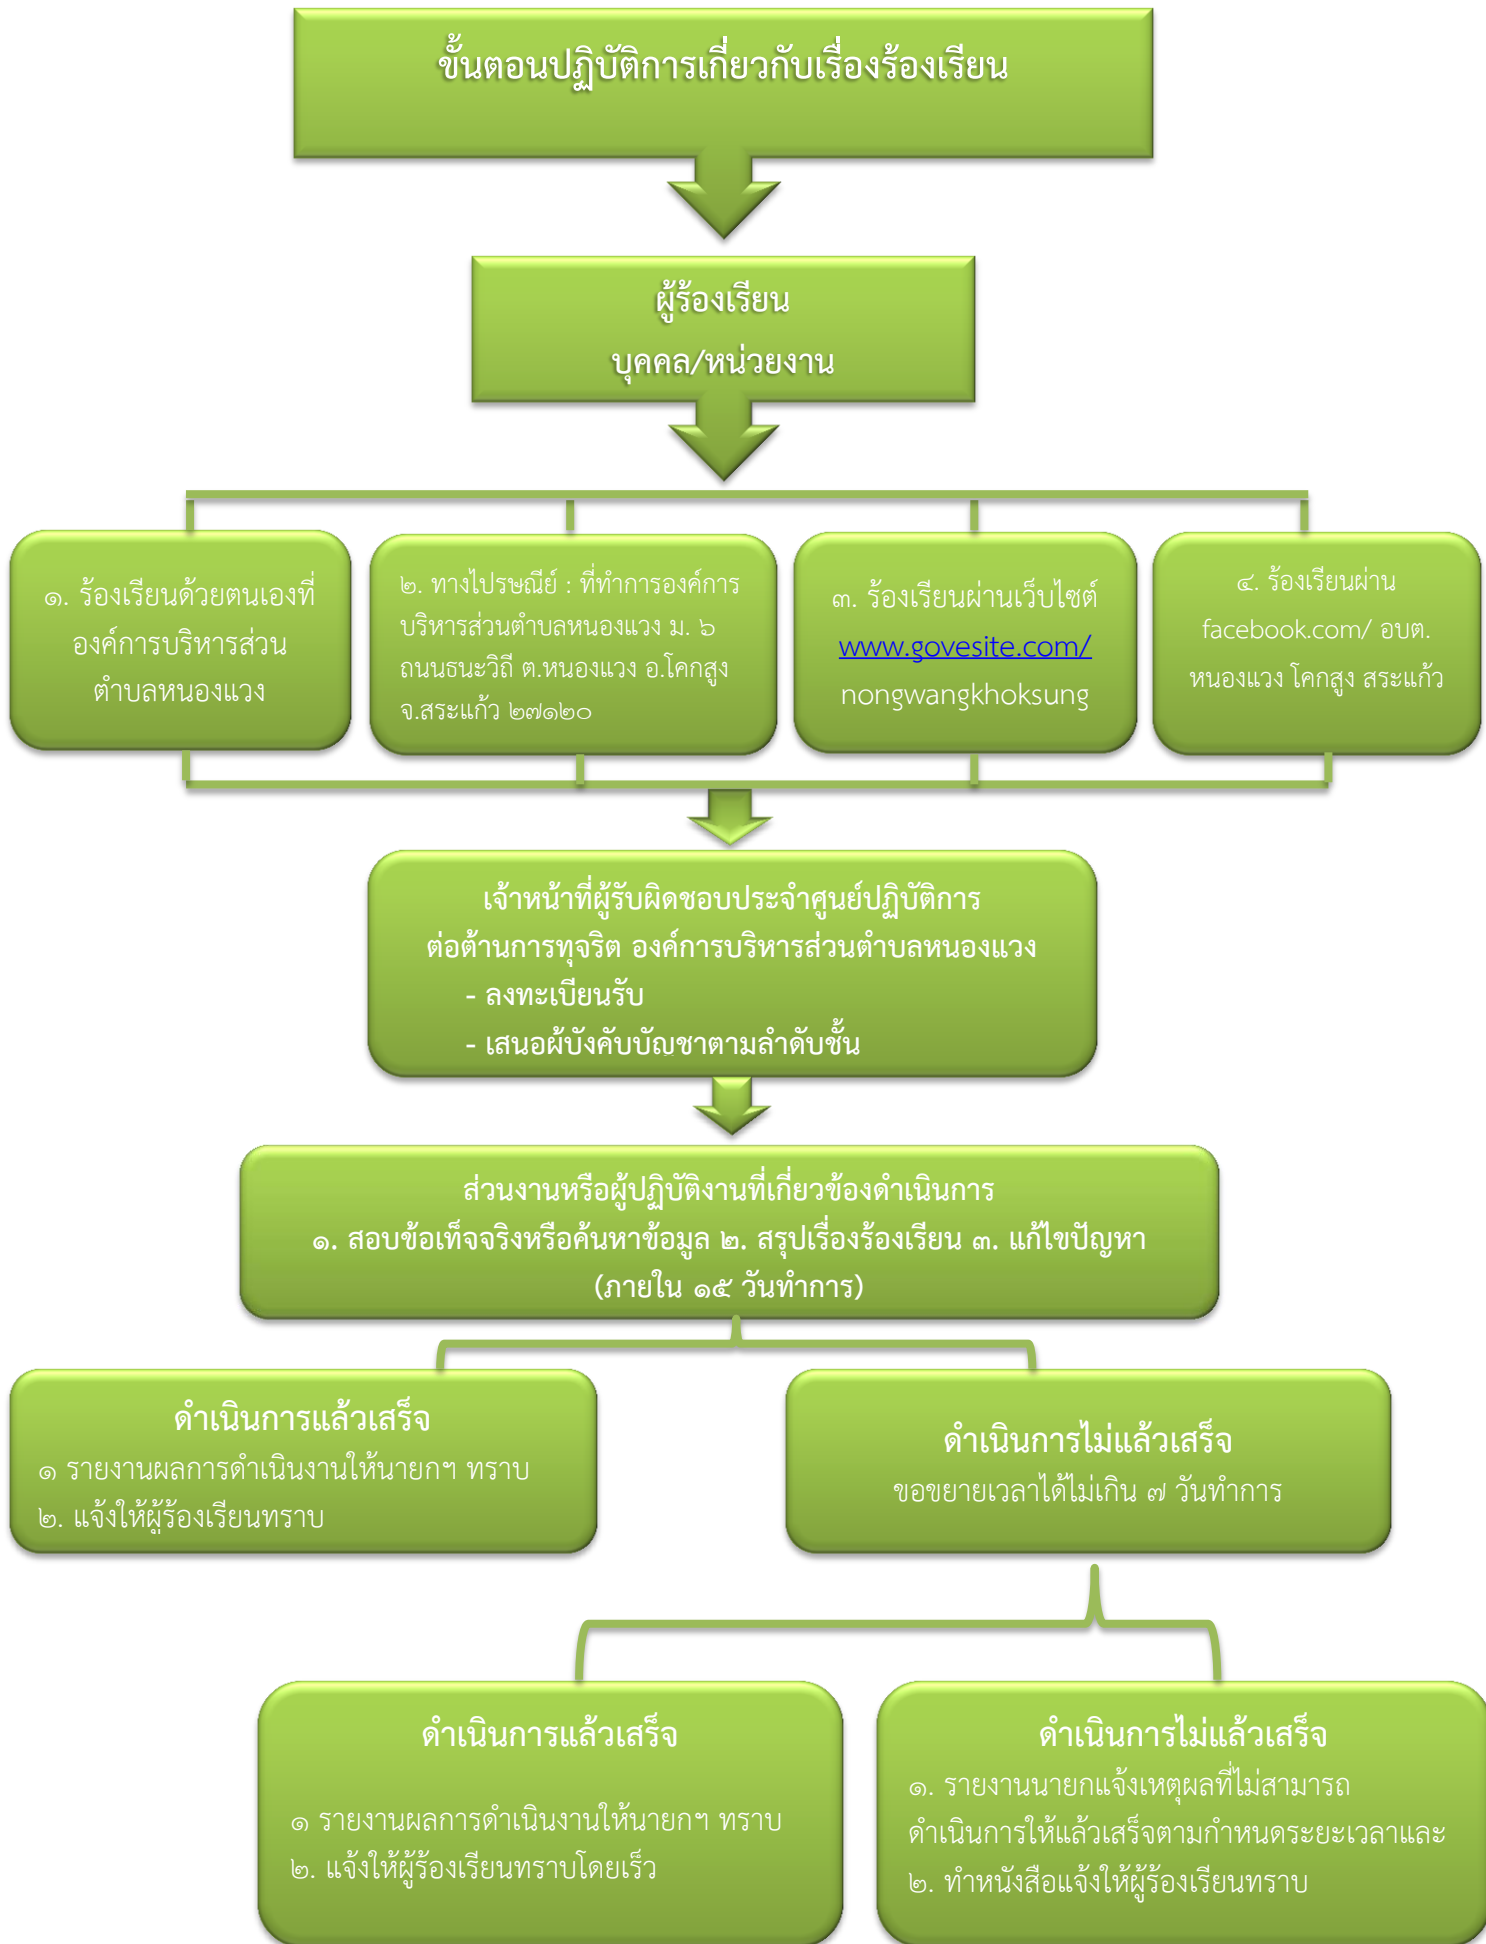 ขั้นตอนปฏิบัติการเกี่ยวกับเรื่องร้องเรียน
ผู้ร้องเรียน
บุคคล/หน่วยงาน
๑. ร้องเรียนด้วยตนเองที่
องค์การบริหารส่วน
ตำบลหนองแวง
๒. ทางไปรษณีย์ : ที่ทำการองค์การ
บริหารส่วนตำบลหนองแวง ม. ๖
ถนนธนะวิถี ต.หนองแวง อ.โคกสูง
จ.สระแก้ว ๒๗๑๒๐
๓. ร้องเรียนผ่านเว็บไซต์
www.govesite.com/
nongwangkhoksung
๔. ร้องเรียนผ่าน
facebook.com/ อบต.
หนองแวง โคกสูง สระแก้ว
เจ้าหน้าที่ผู้รับผิดชอบประจำศูนย์ปฏิบัติการ
ต่อต้านการทุจริต องค์การบริหารส่วนตำบลหนองแวง
- ลงทะเบียนรับ
- เสนอผู้บังคับบัญชาตามลำดับชั้น
ส่วนงานหรือผู้ปฏิบัติงานที่เกี่ยวข้องดำเนินการ
๑. สอบข้อเท็จจริงหรือค้นหาข้อมูล ๒. สรุปเรื่องร้องเรียน ๓. แก้ไขปัญหา
(ภายใน ๑๕ วันทำการ)
ดำเนินการแล้วเสร็จ
๑ รายงานผลการดำเนินงานให้นายกฯ ทราบ
๒. แจ้งให้ผู้ร้องเรียนทราบ
ดำเนินการไม่แล้วเสร็จ
ขอขยายเวลาได้ไม่เกิน ๗ วันทำการ
ดำเนินการแล้วเสร็จ
๑ รายงานผลการดำเนินงานให้นายกฯ ทราบ
๒. แจ้งให้ผู้ร้องเรียนทราบโดยเร็ว
ดำเนินการไม่แล้วเสร็จ
๑. รายงานนายกแจ้งเหตุผลที่ไม่สามารถ
ดำเนินการให้แล้วเสร็จตามกำหนดระยะเวลาและ
๒. ทำหนังสือแจ้งให้ผู้ร้องเรียนทราบ